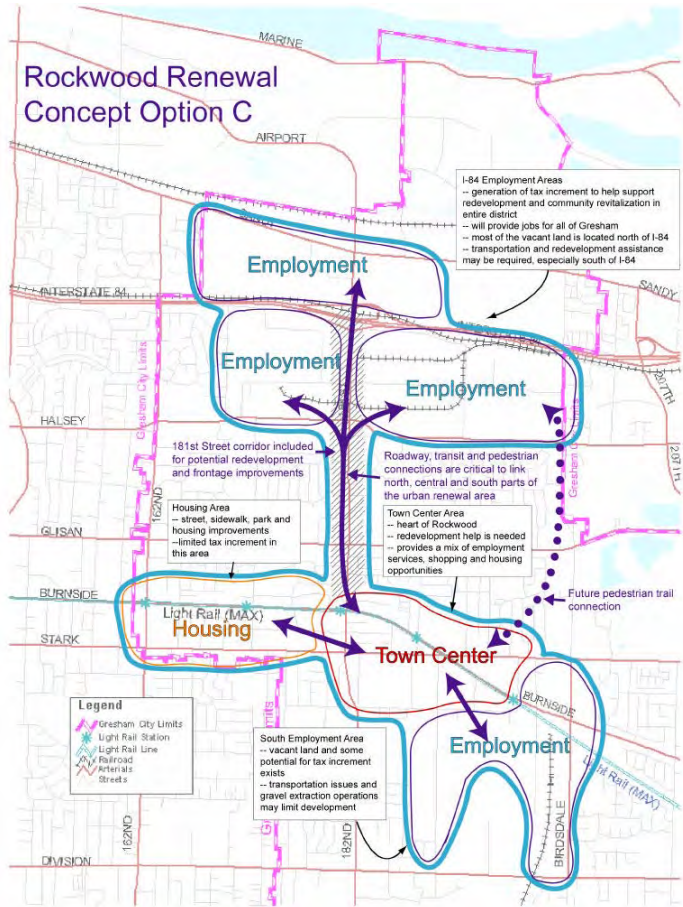 MARINE
Rockwood Renewal
Concept Option C
AIRPORT
I-84 Employment Areas
-- generation of tax increment to help support
redevelopment and community revitalization in
entire district
-- will provide jobs for all of Gresham
-- most of the vacant land is located north of I-84
-- transportation and redevelopment assistance
may be required, especially south of I-84
SANDY
Employment
INTERSTATE 84
SANDY
INTERSTATE 84
Employment
Employment
207TH
Gresham City Limits
HALSEY
181st Street corridor included
for potential redevelopment
and frontage improvements
Roadway, transit and pedestrian
connections are critical to link
north, central and south parts
of the urban renewal area
Gresham City Limits
207TH
162ND
Housing Area
-- street, sidewalk, park and
housing improvements
--limited tax increment in
this area
Town Center Area
-- heart of Rockwood
-- redevelopment help is needed
-- provides a mix of employment
services, shopping and housing
opportunities
GLISAN
Future pedestrian trail
connection
BURNSIDE
Light Rail (MAX)
Housing
STARK
Town Center
BURNSIDE
Legend
Gresham City Limits
Light Rail Station
Light Rail Line
Railroad
Arterials
Streets
South Employment Area
-- vacant land and some
potential for tax increment
exists
-- transportation issues and
gravel extraction operations
may limit development
Employment
Light Rail (MAX)
162ND
182ND
BIRDSDALE
DIVISION